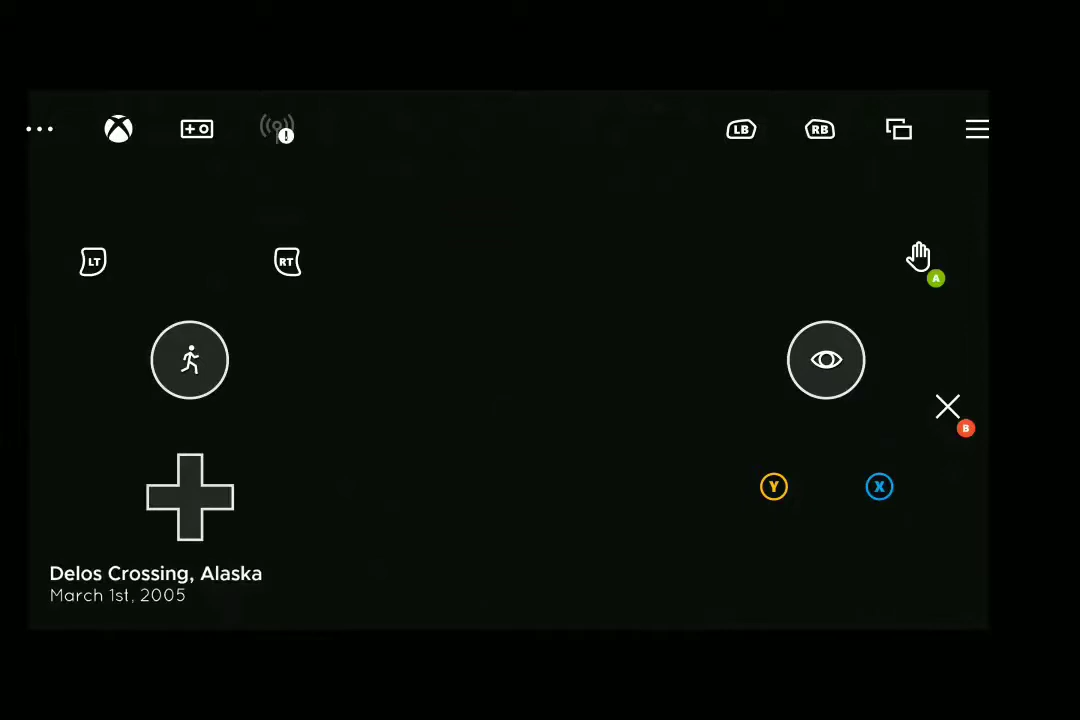 LB
RB
LT
RT
A
B
Y
X
Delos Crossing, Alaska
March 1st, 2005